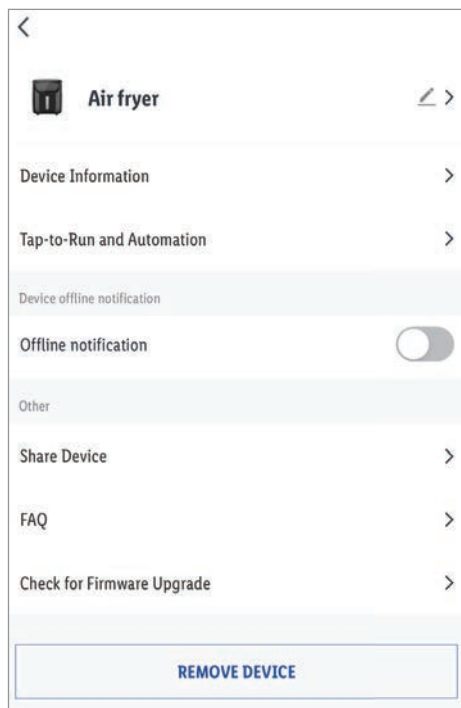 Air fryer
Device Information
Tap-to-Run and Automation
Device offline notification
Offline notification
Other
Share Device
FAQ
Check for Firmware Upgrade
REMOVE DEVICE